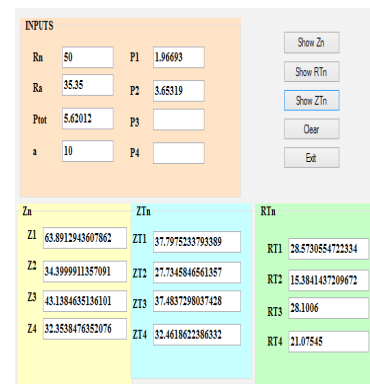 INPUTS
Rn 50 P1 1.96693
Ra 35.35 P2 3.65319
Ptot 5.62012 P3
a 10 P4
Show Zn
Show RTn
Show ZTn
Clear
Exit
Zn
Z1 63.8912943607862
Z2 34.3999911357091
Z3 43.1384635136101
Z4 32.3538476352076
ZTn
ZT1 37.7975233793389
ZT2 27.7345846561357
ZT3 37.4837298037428
ZT4 32.4618622386332
RTn
RT1 28.5730554722334
RT2 15.3841437209672
RT3 28.1006
RT4 21.07545